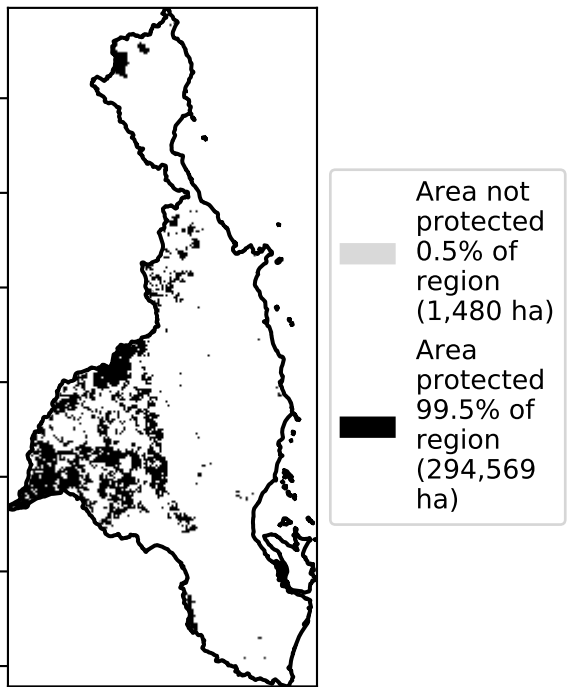 Area not
protected
0.5% of
region
(1,480 ha)
Area
protected
99.5% of
region
(294,569
ha)